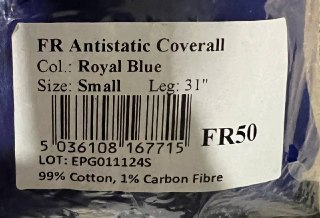 FR Antistatic Coverall
Col.: Royal Blue
Size: Small Leg: 31"
5 036108 167715
FR50
LOT: EPG011124S
99% Cotton, 1% Carbon Fibre